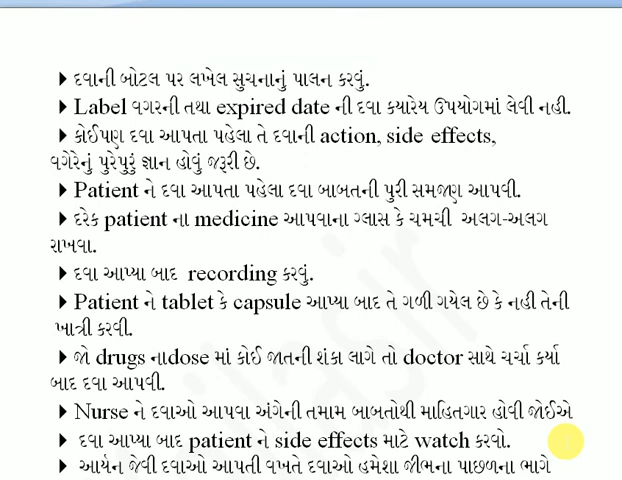 દવાની બોટલ પર લખેલ સુચનાનું પાલન કરવું.
Label વગરની તથા expired date ની દવા કયારેય ઉપયોગમાં લેવી નહી.
કોઈપણ દવા આપતા પહેલા તે દવાની action, side effects,
વગેરેનું પુરેપુરું જ્ઞાન હોવું જરૂરી છે.
Patient ને દવા આપતા પહેલા દવા બાબતની પુરી સમજણ આપવી.
દરેક patient ના medicine આપવાના ગ્લાસ કે ચમચી અલગ-અલગ
રાખવા.
દવા આપ્યા બાદ recording કરવું.
Patient ને tablet કે capsule આપ્યા બાદ તે ગળી ગયેલ છે કે નહી તેની
ખાત્રી કરવી.
જો drugs નાdose માં કોઈ જાતની શંકા લાગે તો doctor સાથે ચર્ચા કર્યા
બાદ દવા આપવી.
Nurse ને દવાઓ આપવા અંગેની તમામ બાબતોથી માહિતગાર હોવી જોઈએ
દવા આપ્યા બાદ patient ને side effects માટે watch કરવો.
આર્યન જેવી દવાઓ આપતી વખતે દવાઓ હમેશા જીભના પાછળના ભાગે